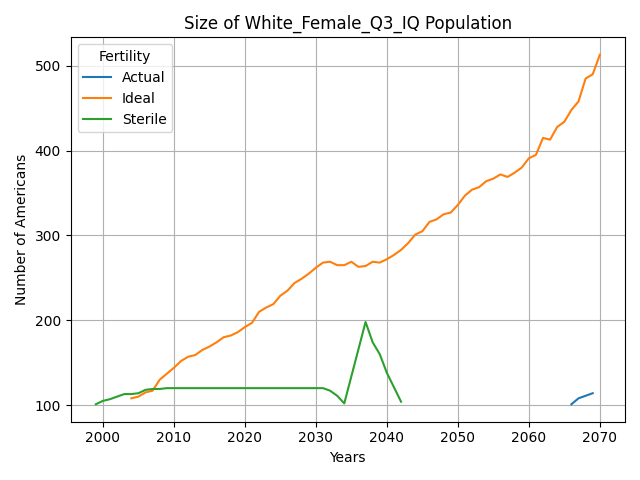 Size of White_Female_Q3_IQ Population
Fertility
Actual
Ideal
Sterile
Number of Americans
500
400
300
200
100
2000 2010 2020 2030 2040 2050 2060 2070
Years